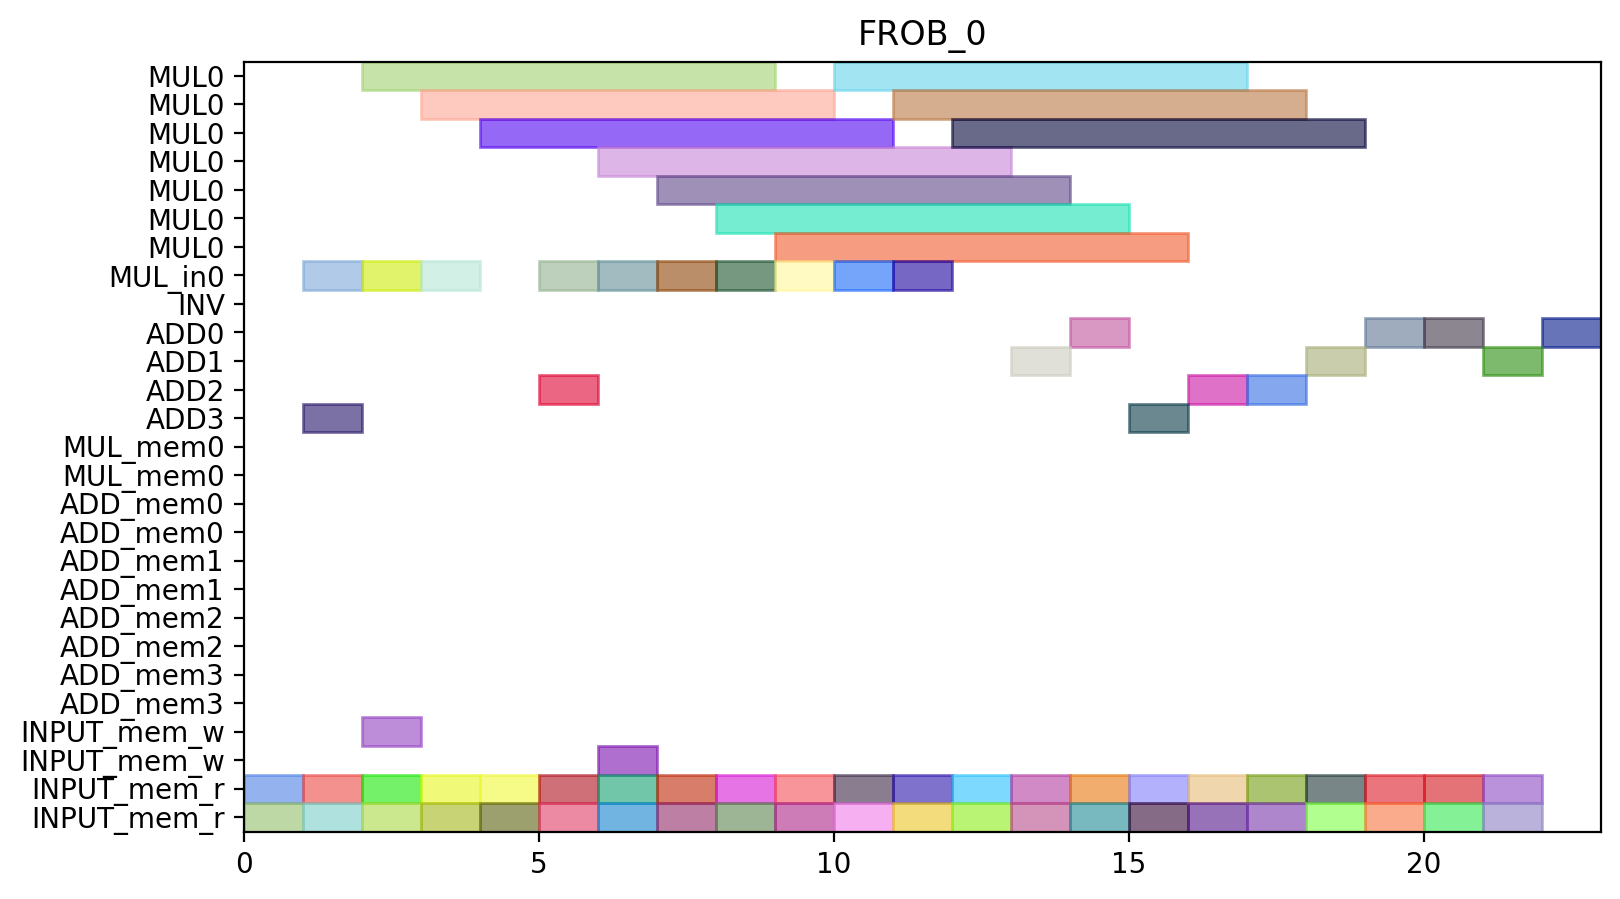 FROB_0
MUL0
MUL0
MUL0
MUL0
MUL0
MUL0
MUL0
MUL_in0
INV
ADD0
ADD1
ADD2
ADD3
MUL_mem0
MUL_mem0
ADD_mem0
ADD_mem0
ADD_mem1
ADD_mem1
ADD_mem2
ADD_mem2
ADD_mem3
ADD_mem3
INPUT_mem_w
INPUT_mem_w
INPUT_mem_r
INPUT_mem_r
0 5 10 15 20